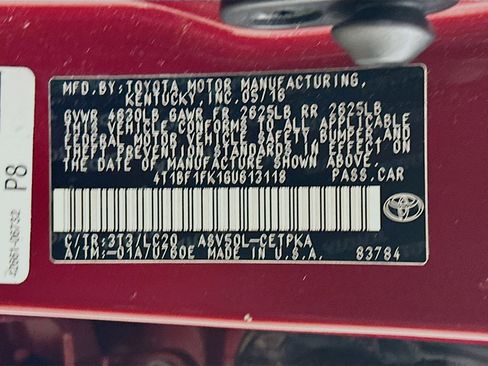 MFD. BY: TOYOTA MOTOR MANUFACTURING,
KENTUCKY, INC. 05/16
GVWR 4630LB GAWR FR 2625LB RR 2625LB
THIS VEHICLE CONFORMS TO ALL APPLICABLE
FEDERAL MOTOR VEHICLE SAFETY, BUMPER, AND
THEFT PREVENTION STANDARDS IN EFFECT ON
THE DATE OF MANUFACTURE SHOWN ABOVE.
4T1BF1FK1GU613118 PASS.CAR
C/TR: 3T3/LC20 ASV50L-CETPKA
A/TM: -01A/U760E MADE IN U.S.A. 83784
P8
42661-06732